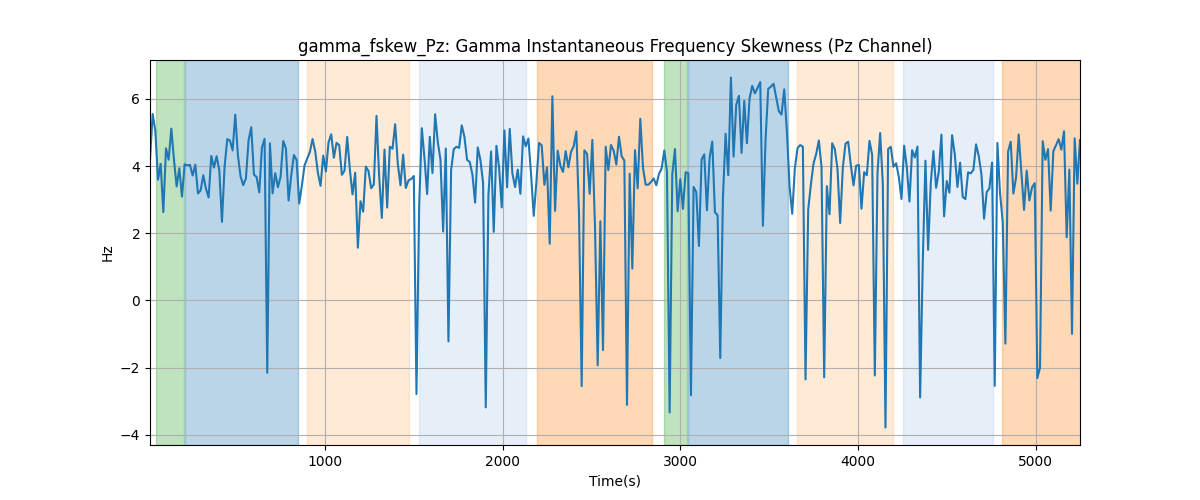 gamma_fskew_Pz: Gamma Instantaneous Frequency Skewness (Pz Channel)
6
4
2
0
−2
−4
Hz
1000 2000 3000 4000 5000
Time(s)